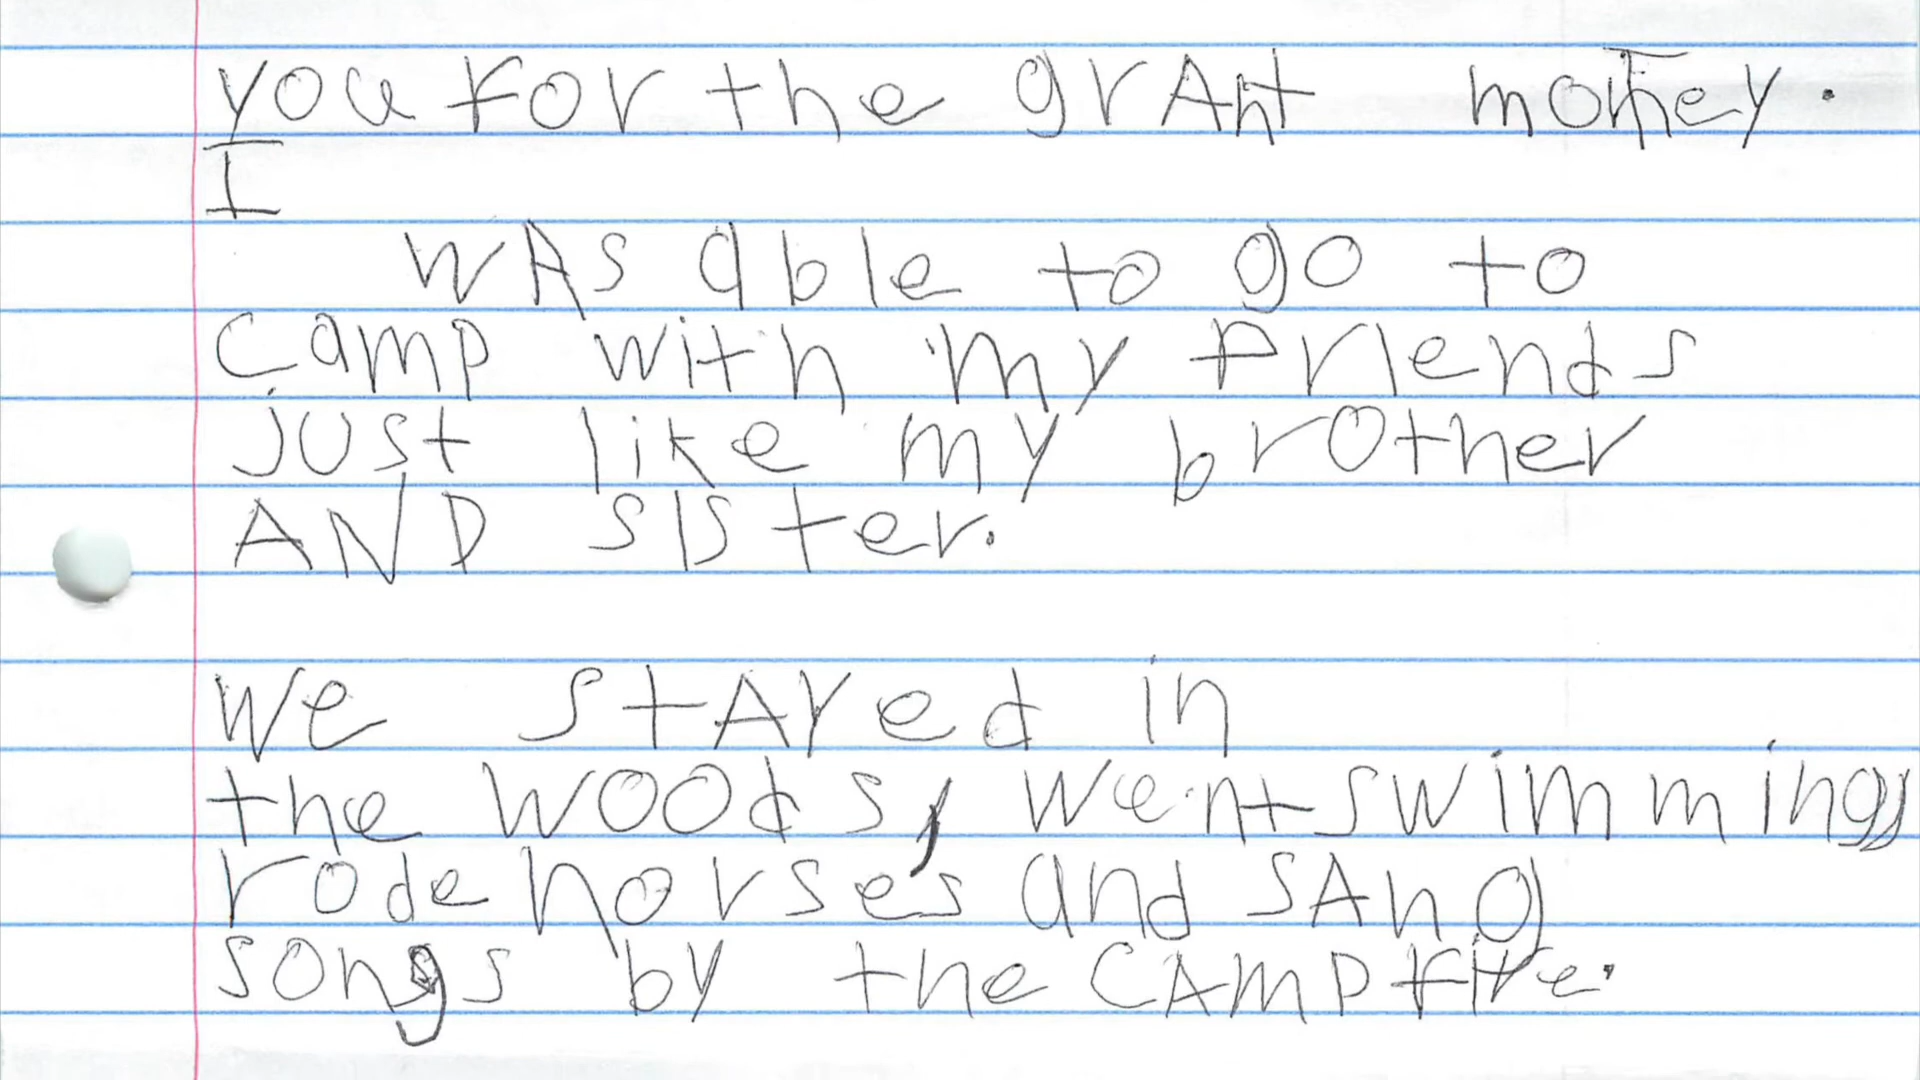 you for the grAnt money.
I
wAs able to go to
camp with my friends
just like my brother
AND sister.
We stAyed in
the woods, went swimming,
rode horses and sAng
songs by the cAmpfire.